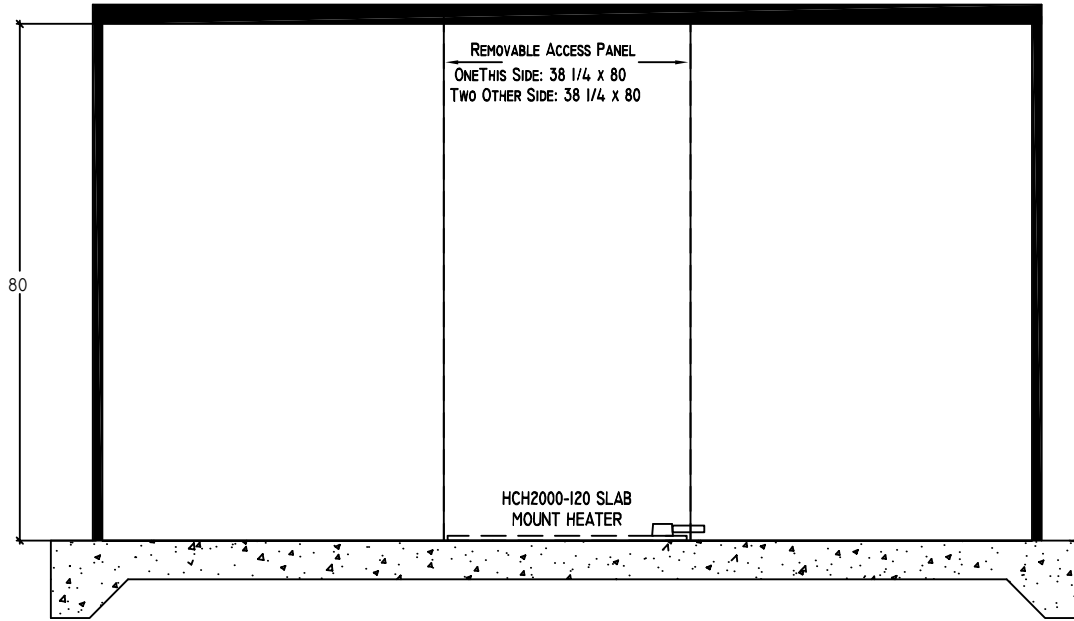 REMOVABLE ACCESS PANEL
ONETHIS SIDE: 38 1/4 X 80
TWO OTHER SIDE: 38 1/4 X 80
80
HCH2000-120 SLAB
MOUNT HEATER